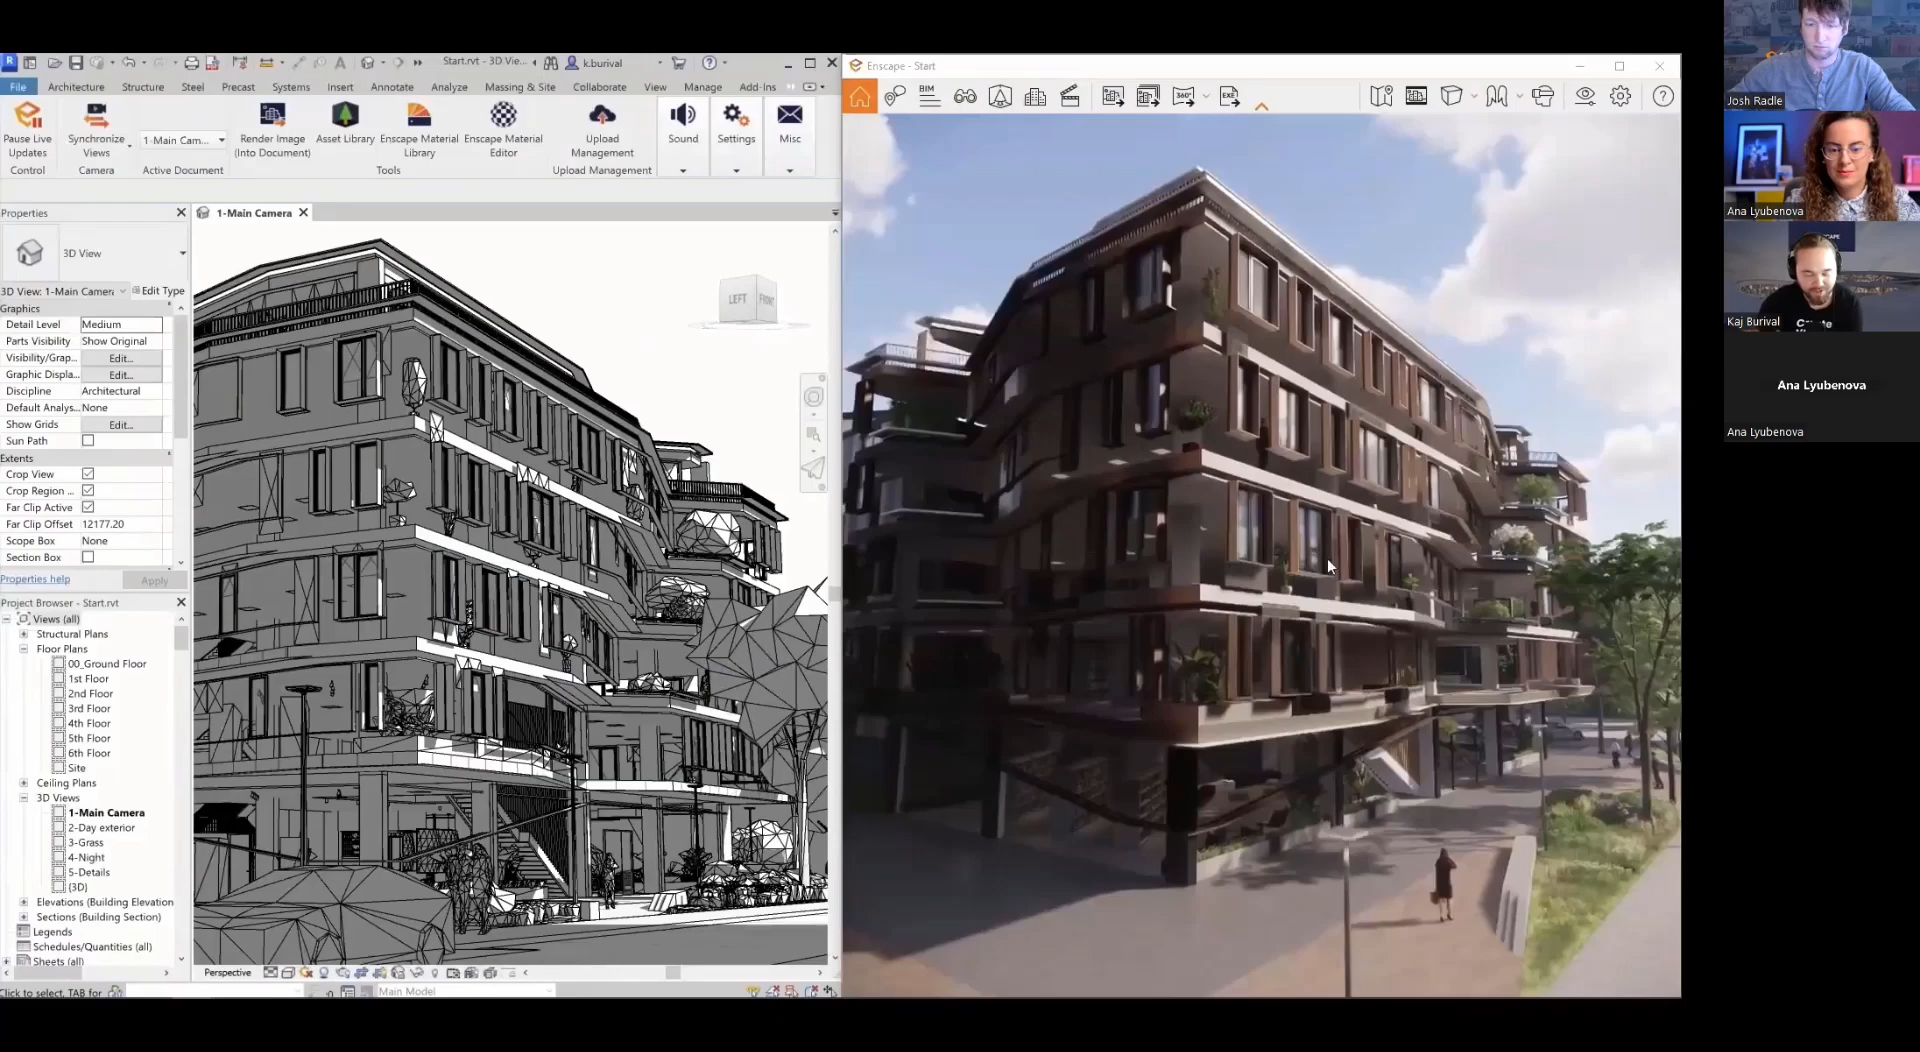 Start.rvt - 3D Vie...
k.burival
File
Architecture
Structure
Steel
Precast
Systems
Insert
Annotate
Analyze
Massing & Site
Collaborate
View
Manage
Add-Ins
Pause Live
Updates
Synchronize
Views
1-Main Cam...
Render Image
(Into Document)
Asset Library
Enscape Material
Library
Enscape Material
Editor
Upload
Management
Sound
Settings
Misc
Control
Camera
Active Document
Tools
Upload Management
Properties
1-Main Camera
3D View
3D View: 1-Main Camera
Edit Type
Graphics
Detail Level Medium
Parts Visibility Show Original
Visibility/Grap... Edit...
Graphic Displa... Edit...
Discipline Architectural
Default Analys... None
Show Grids Edit...
Sun Path
Extents
Crop View
Crop Region ...
Far Clip Active
Far Clip Offset 12177.20
Scope Box None
Section Box
Properties help
Apply
Project Browser - Start.rvt
Views (all)
Structural Plans
Floor Plans
00_Ground Floor
1st Floor
2nd Floor
3rd Floor
4th Floor
5th Floor
6th Floor
Site
Ceiling Plans
3D Views
1-Main Camera
2-Day exterior
3-Grass
4-Night
5-Details
{3D}
Elevations (Building Elevation
Sections (Building Section)
Legends
Schedules/Quantities (all)
Sheets (all)
Perspective
Click to select, TAB for
Main Model
LEFT
FRONT
Enscape - Start
BIM
360°
EXE
Josh Radle
Ana Lyubenova
Kaj Burival
Ana Lyubenova
Ana Lyubenova